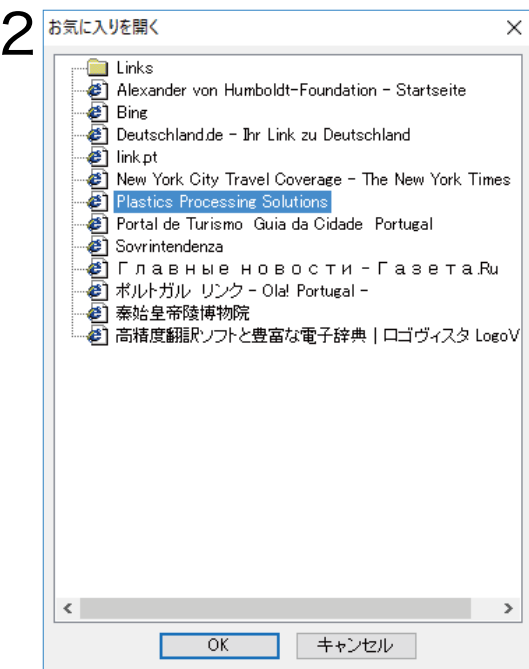 2
お気に入りを開く
Links
Alexander von Humboldt-Foundation - Startseite
Bing
Deutschland.de - Ihr Link zu Deutschland
link.pt
New York City Travel Coverage - The New York Times
Plastics Processing Solutions
Portal de Turismo Guia da Cidade Portugal
Sovrintendenza
Главные новости - Газета.Ru
ポルトガル リンク - Ola! Portugal -
秦始皇帝陵博物院
高精度翻訳ソフトと豊富な電子辞典 | ロゴヴィスタ LogoV
OK
キャンセル